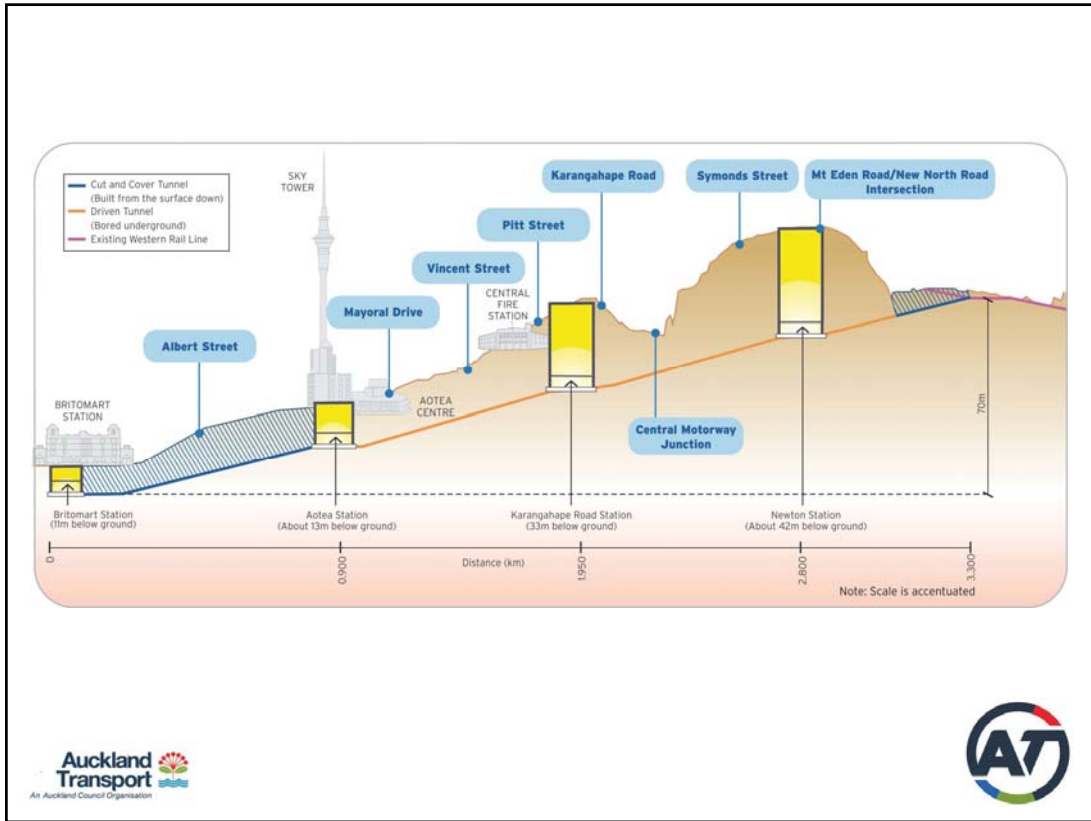 Cut and Cover Tunnel
(Built from the surface down)
Driven Tunnel
(Bored underground)
Existing Western Rail Line
SKY
TOWER
Karangahape Road
Symonds Street
Mt Eden Road/New North Road
Intersection
Pitt Street
Vincent Street
CENTRAL
FIRE
STATION
Mayoral Drive
Albert Street
BRITOMART
STATION
AOTEA
CENTRE
Central Motorway
Junction
70m
Britomart Station
(11m below ground)
Aotea Station
(About 13m below ground)
Karangahape Road Station
(33m below ground)
Newton Station
(About 42m below ground)
Distance (km)
0
0.900
1.950
2.800
3.300
Note: Scale is accentuated
Auckland
Transport
An Auckland Council Organisation
AT